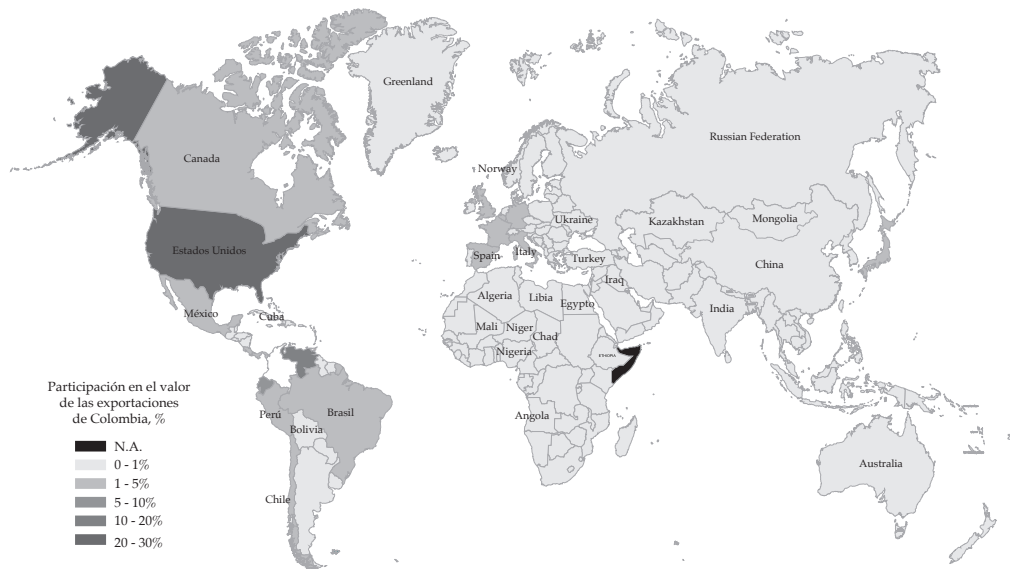 Greenland
Russian Federation
Canada
Norway
Ukraine
Kazakhstan
Mongolia
Estados Unidos
Spain
Italy
Turkey
China
Iraq
Algeria
Libia
Egypto
India
México
Cuba
Mali
Niger
Chad
Nigeria
ETHIOPIA
Perú
Brasil
Angola
Bolivia
Australia
Chile
Participación en el valor
de las exportaciones
de Colombia, %
N.A.
0 - 1%
1 - 5%
5 - 10%
10 - 20%
20 - 30%